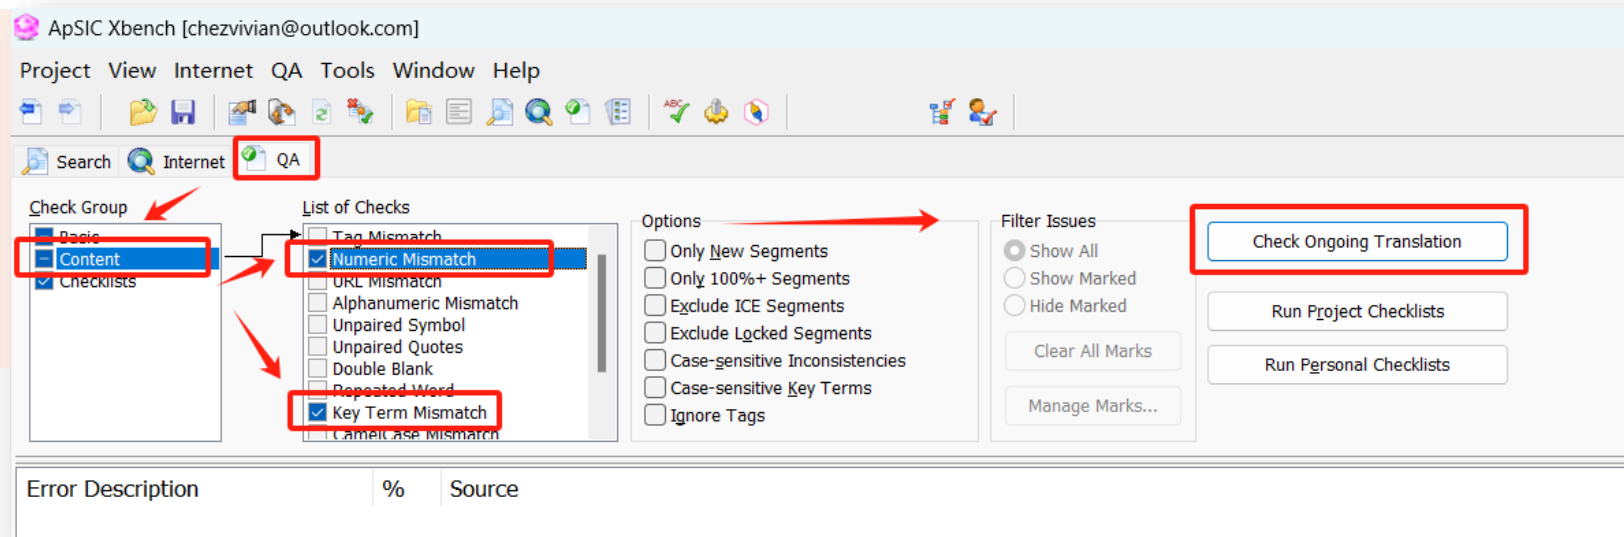 ApSIC Xbench [chezvivian@outlook.com]
Project View Internet QA Tools Window Help
ABC
Search Internet QA
Check Group
Basic
Content
Checklists
List of Checks
Tag Mismatch
Numeric Mismatch
URL Mismatch
Alphanumeric Mismatch
Unpaired Symbol
Unpaired Quotes
Double Blank
Repeated Word
Key Term Mismatch
CamelCase Mismatch
Options
Only New Segments
Only 100%+ Segments
Exclude ICE Segments
Exclude Locked Segments
Case-sensitive Inconsistencies
Case-sensitive Key Terms
Ignore Tags
Filter Issues
Show All
Show Marked
Hide Marked
Clear All Marks
Manage Marks...
Check Ongoing Translation
Run Project Checklists
Run Personal Checklists
Error Description % Source